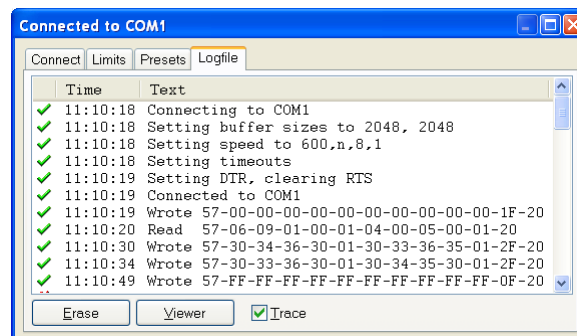 Connected to COM1
Connect Limits Presets Logfile
Time Text
11:10:18 Connecting to COM1
11:10:18 Setting buffer sizes to 2048, 2048
11:10:18 Setting speed to 600,n,8,1
11:10:18 Setting timeouts
11:10:19 Setting DTR, clearing RTS
11:10:19 Connected to COM1
11:10:19 Wrote 57-00-00-00-00-00-00-00-00-00-00-1F-20
11:10:20 Read 57-06-09-01-00-01-04-00-05-00-01-20
11:10:30 Wrote 57-30-34-36-30-01-30-33-36-35-01-2F-20
11:10:34 Wrote 57-30-33-36-30-01-30-34-35-30-01-2F-20
11:10:49 Wrote 57-FF-FF-FF-FF-FF-FF-FF-FF-FF-FF-0F-20
Erase Viewer Trace